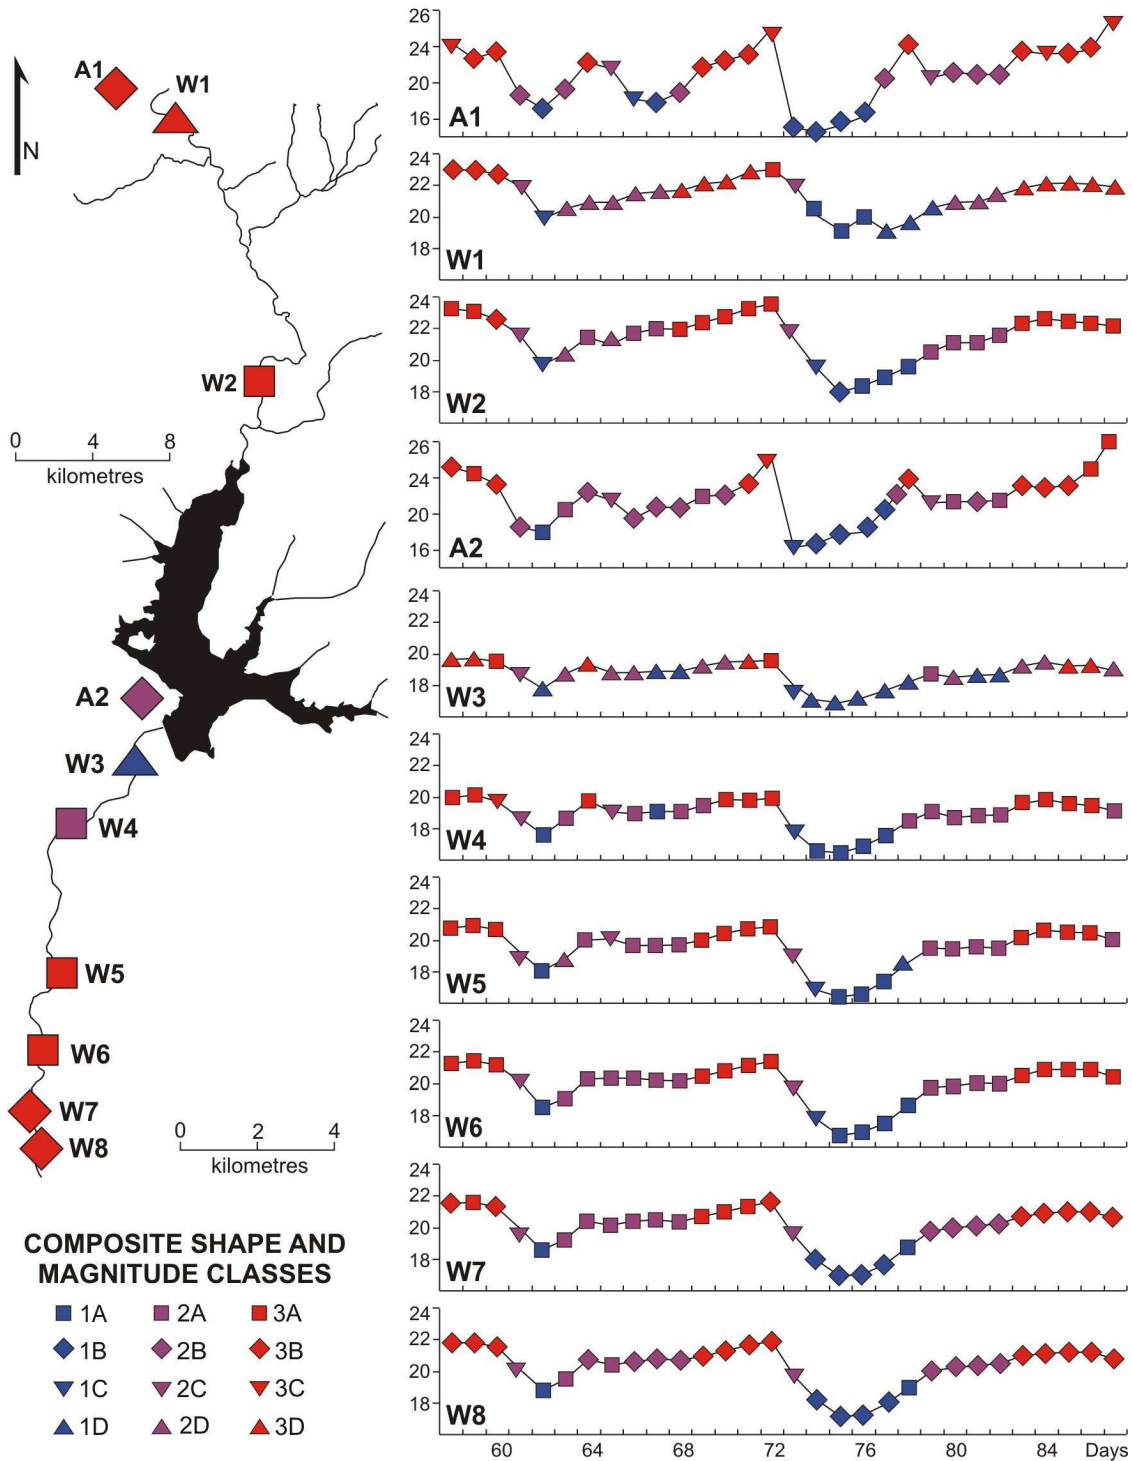 A1
W1
N
W2
0 4 8
kilometres
A2
W3
W4
W5
W6
W7
W8
0 2 4
kilometres
COMPOSITE SHAPE AND
MAGNITUDE CLASSES
1A 2A 3A
1B 2B 3B
1C 2C 3C
1D 2D 3D
26
24
20
16
A1
24
22
20
18
W1
24
22
20
18
W2
26
24
20
16
A2
24
22
20
18
W3
24
22
20
18
W4
24
22
20
18
W5
24
22
20
18
W6
24
22
20
18
W7
24
22
20
18
W8
60 64 68 72 76 80 84 Days